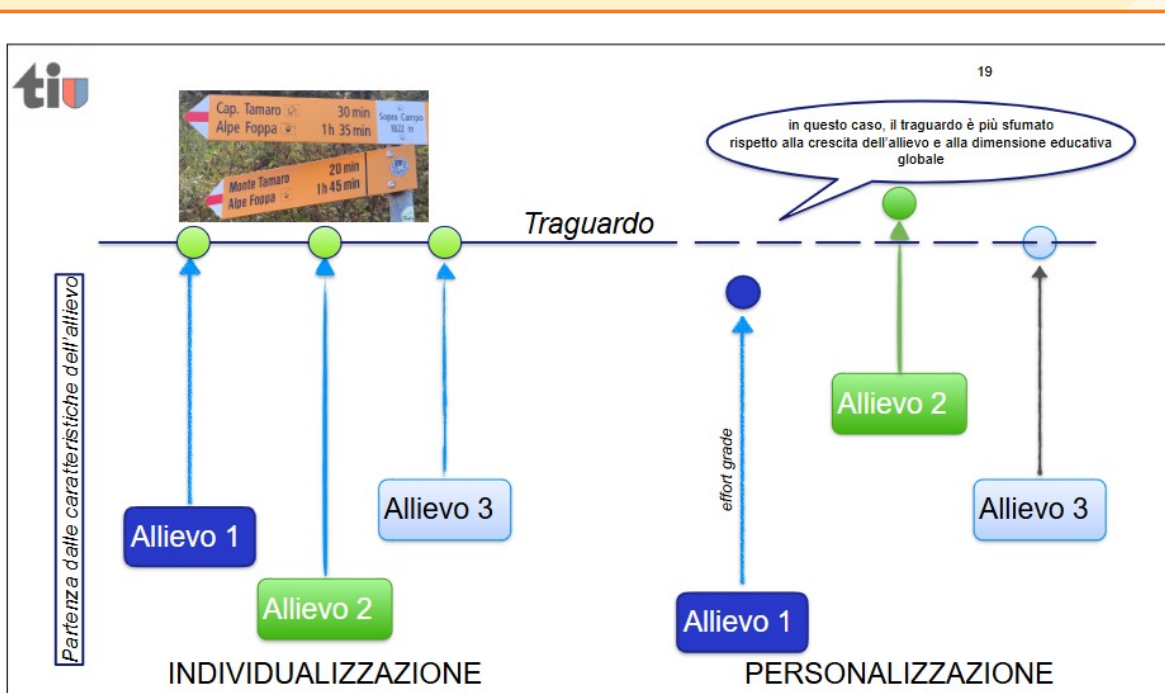 tiu
19
Cap. Tamaro 30 min
Alpe Foppa 1 h 35 min
Sopra Campo
1622 m
Monte Tamaro 20 min
Alpe Foppa 1 h 45 min
in questo caso, il traguardo è più sfumato
rispetto alla crescita dell'allievo e alla dimensione educativa
globale
Traguardo
Partenza dalle caratteristiche dell'allievo
Allievo 1
Allievo 2
Allievo 3
effort grade
Allievo 1
Allievo 2
Allievo 3
INDIVIDUALIZZAZIONE
PERSONALIZZAZIONE